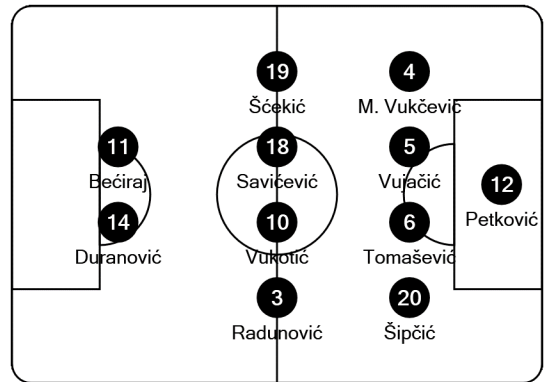 19
Šćekić
4
M. Vukčević
11
Bećiraj
18
Savićević
5
Vujačić
12
Petković
14
Duranović
10
Vukotić
6
Tomašević
3
Radunović
20
Šipčić